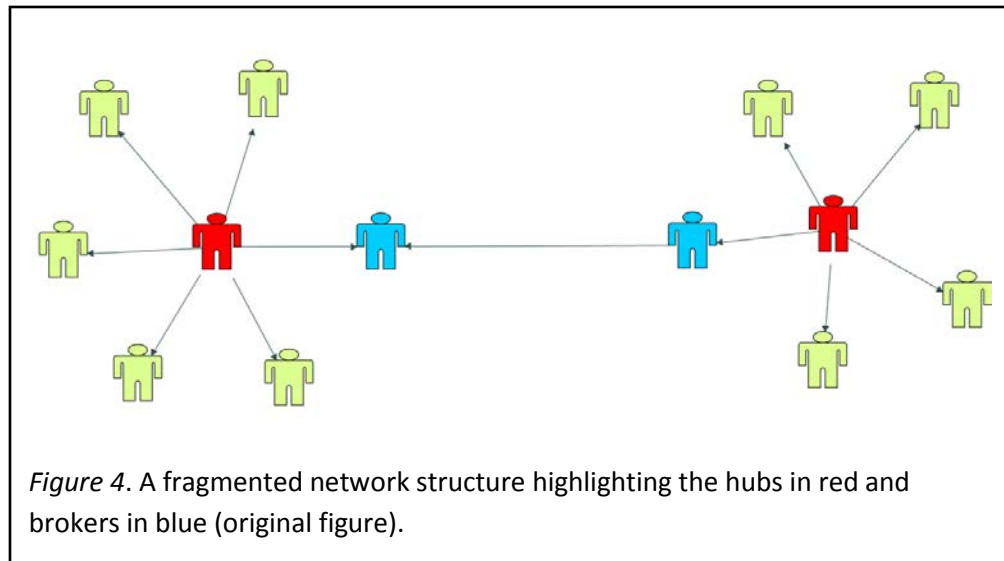 Figure 4. A fragmented network structure highlighting the hubs in red and
brokers in blue (original figure).